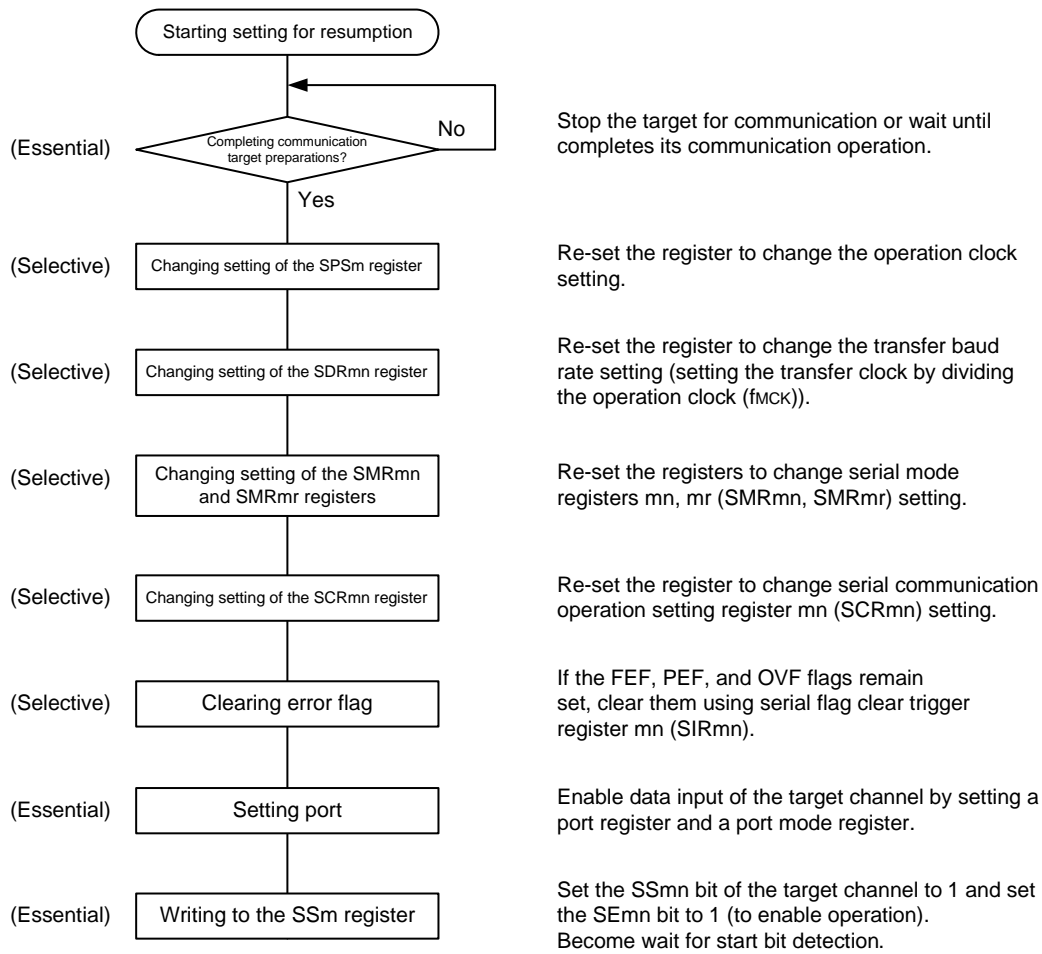 Starting setting for resumption
(Essential)
Completing communication
target preparations?
No
Stop the target for communication or wait until
completes its communication operation.
Yes
(Selective)
Changing setting of the SPSm register
Re-set the register to change the operation clock
setting.
(Selective)
Changing setting of the SDRmn register
Re-set the register to change the transfer baud
rate setting (setting the transfer clock by dividing
the operation clock (fMCK)).
(Selective)
Changing setting of the SMRmn
and SMRmr registers
Re-set the registers to change serial mode
registers mn, mr (SMRmn, SMRmr) setting.
(Selective)
Changing setting of the SCRmn register
Re-set the register to change serial communication
operation setting register mn (SCRmn) setting.
(Selective)
Clearing error flag
If the FEF, PEF, and OVF flags remain
set, clear them using serial flag clear trigger
register mn (SIRmn).
(Essential)
Setting port
Enable data input of the target channel by setting a
port register and a port mode register.
(Essential)
Writing to the SSm register
Set the SSmn bit of the target channel to 1 and set
the SEmn bit to 1 (to enable operation).
Become wait for start bit detection.